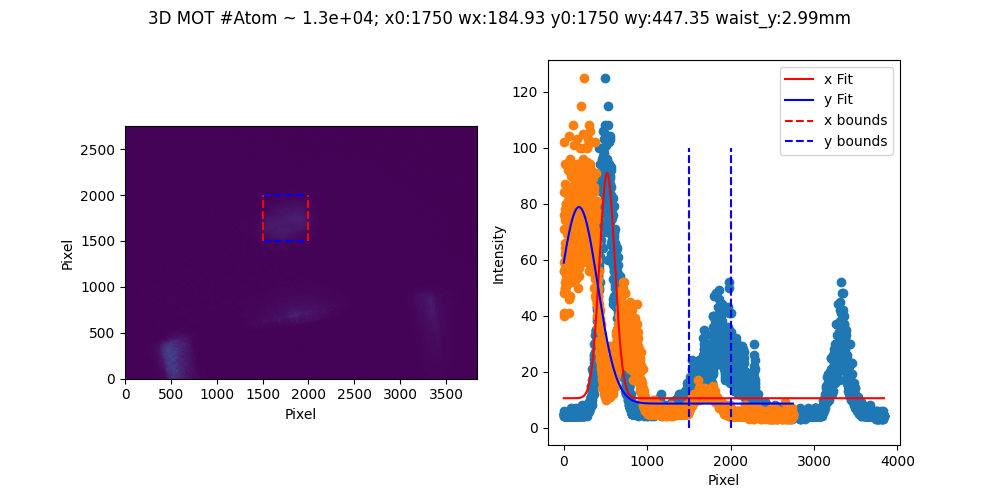 3D MOT #Atom ~ 1.3e+04; x0:1750 wx:184.93 y0:1750 wy:447.35 waist_y:2.99mm
2500
2000
1500
1000
500
0
Pixel
0 500 1000 1500 2000 2500 3000 3500
Pixel
120
100
80
60
40
20
0
Intensity
0 1000 2000 3000 4000
Pixel
x Fit
y Fit
x bounds
y bounds